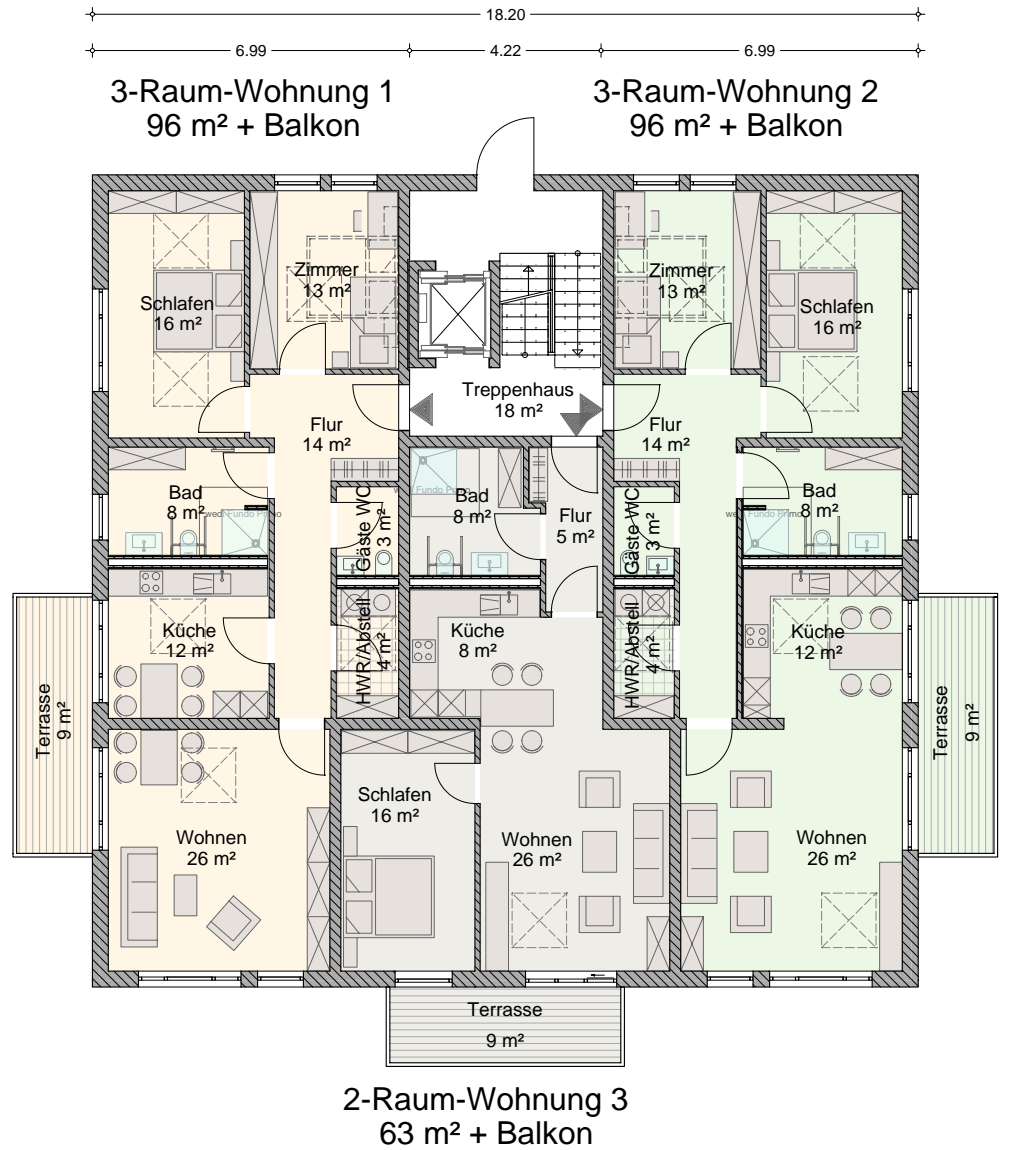 18.20
6.99
4.22
6.99
3-Raum-Wohnung 1
96 m² + Balkon
3-Raum-Wohnung 2
96 m² + Balkon
Schlafen
16 m²
Zimmer
13 m²
Zimmer
13 m²
Schlafen
16 m²
Treppenhaus
18 m²
Flur
14 m²
Flur
14 m²
Bad
8 m²
Gäste WC
3 m²
Bad
8 m²
Flur
5 m²
Gäste WC
3 m²
Bad
8 m²
Küche
12 m²
HWR/Abstell
4 m²
Küche
8 m²
HWR/Abstell
4 m²
Küche
12 m²
Terrasse
9 m²
Terrasse
9 m²
Schlafen
16 m²
Wohnen
26 m²
Wohnen
26 m²
Wohnen
26 m²
Terrasse
9 m²
2-Raum-Wohnung 3
63 m² + Balkon